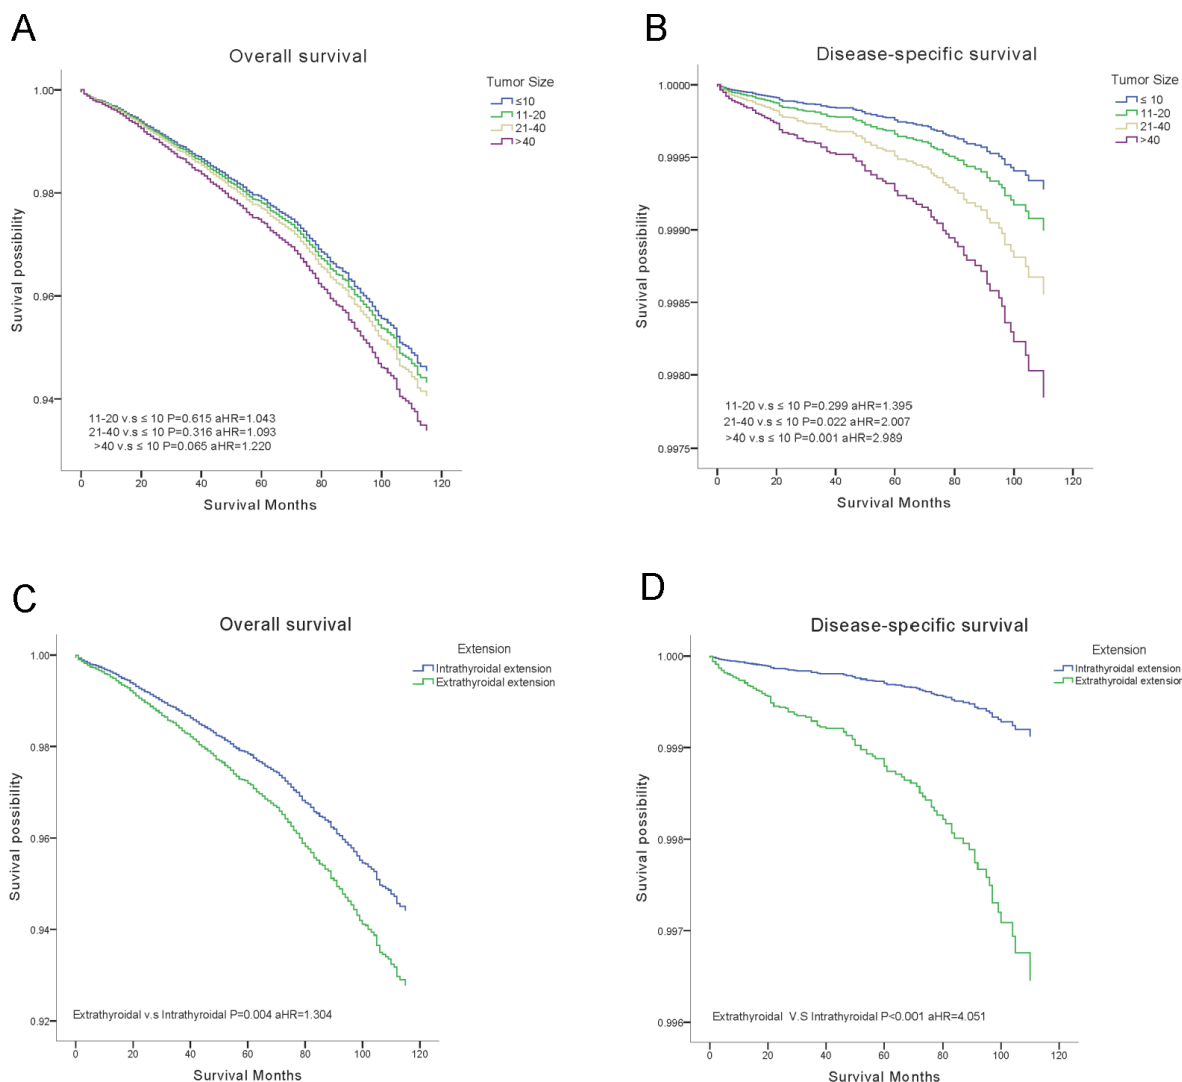 A
Overall survival
Tumor Size
≤10
11-20
21-40
>40
1.00
0.98
0.96
0.94
Suvival possibility
11-20 v.s ≤ 10 P=0.615 aHR=1.043
21-40 v.s ≤ 10 P=0.316 aHR=1.093
>40 v.s ≤ 10 P=0.065 aHR=1.220
0 20 40 60 80 100 120
Survival Months
B
Disease-specific survival
Tumor Size
≤ 10
11-20
21-40
>40
1.0000
0.9995
0.9990
0.9985
0.9980
0.9975
Suvival possibility
11-20 v.s ≤ 10 P=0.299 aHR=1.395
21-40 v.s ≤ 10 P=0.022 aHR=2.007
>40 v.s ≤ 10 P=0.001 aHR=2.989
0 20 40 60 80 100 120
Survival Months
C
Overall survival
Extension
Intrathyroidal extension
Extrathyroidal extension
1.00
0.98
0.96
0.94
0.92
Suvival possibility
Extrathyroidal v.s Intrathyroidal P=0.004 aHR=1.304
0 20 40 60 80 100 120
Survival Months
D
Disease-specific survival
Extension
Intrathyroidal extension
Extrathyroidal extension
1.000
0.999
0.998
0.997
0.996
Suvival possibility
Extrathyroidal V.S Intrathyroidal P<0.001 aHR=4.051
0 20 40 60 80 100 120
Survival Months